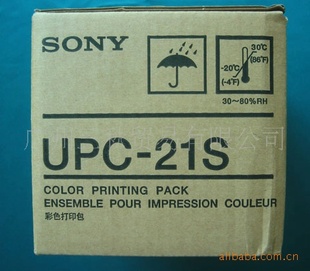 SONY
30℃
(86℉)
-20℃
(-4℉)
30～80%RH
UPC-21S
COLOR PRINTING PACK
ENSEMBLE POUR IMPRESSION COULEUR
彩色打印包
alibaba.com.cn